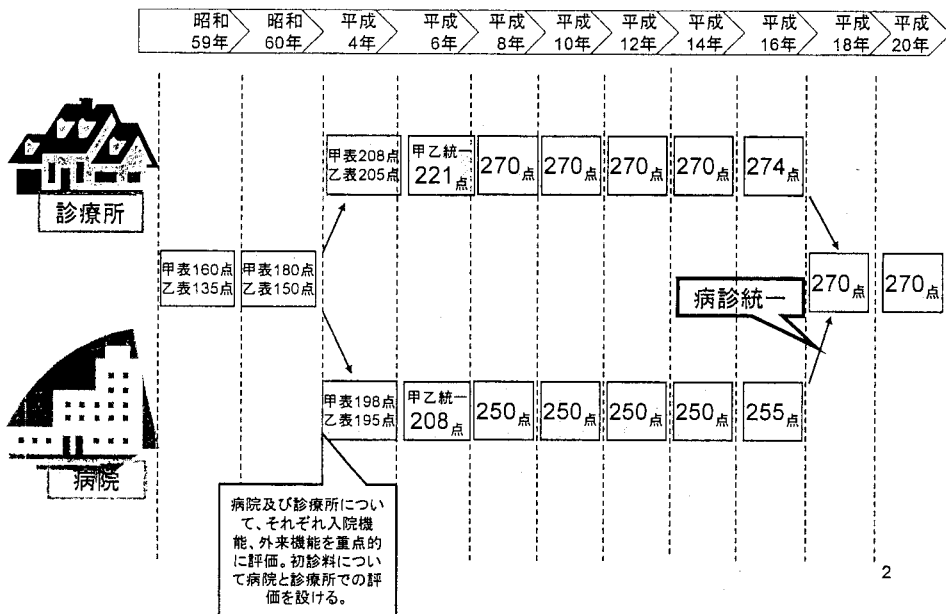 昭和
59年
昭和
60年
平成
4年
平成
6年
平成
8年
平成
10年
平成
12年
平成
14年
平成
16年
平成
18年
平成
20年
甲表208点
乙表205点
甲乙統一
221点
270点
270点
270点
270点
274点
診療所
甲表160点
乙表135点
甲表180点
乙表150点
病診統一
270点
270点
甲表198点
乙表195点
甲乙統一
208点
250点
250点
250点
250点
255点
病院
病院及び診療所につい
て、それぞれ入院機
能、外来機能を重点的
に評価。初診料につい
て病院と診療所での評
価を設ける。
2